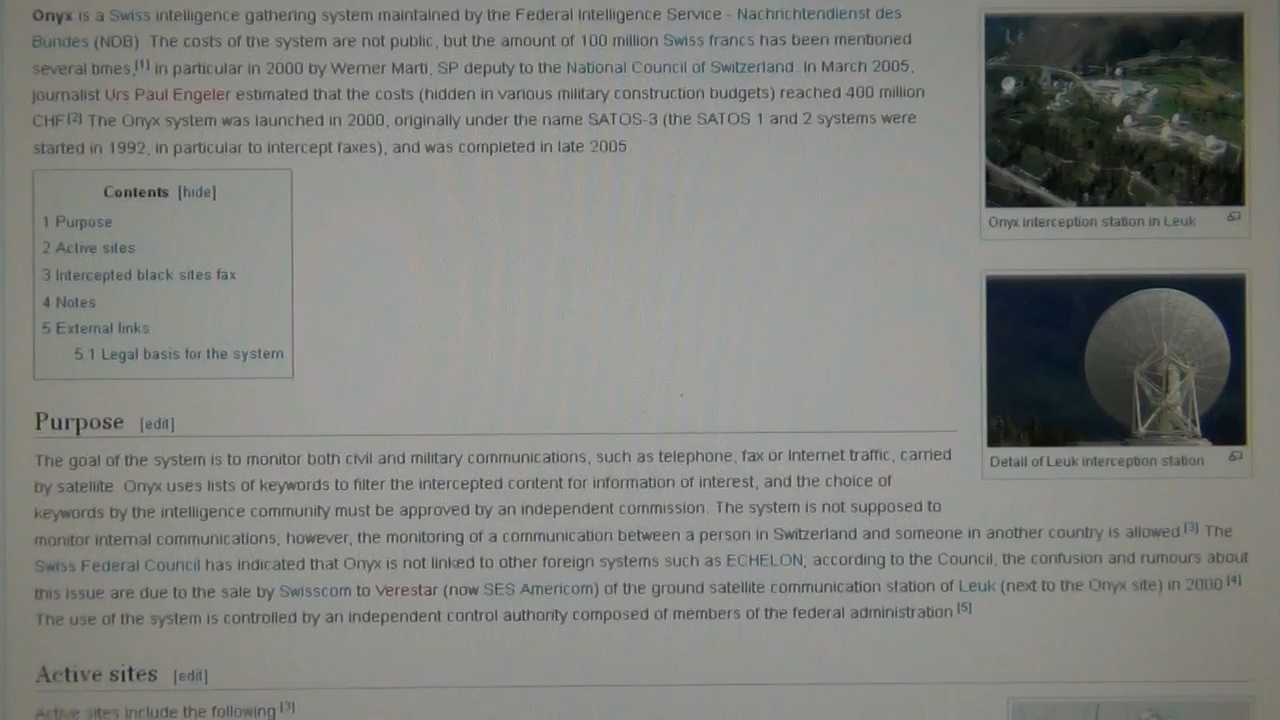 Onyx is a Swiss intelligence gathering system maintained by the Federal Intelligence Service - Nachrichtendienst des
Bundes (NDB). The costs of the system are not public, but the amount of 100 million Swiss francs has been mentioned
several times,[1] in particular in 2000 by Werner Marti, SP deputy to the National Council of Switzerland. In March 2005,
journalist Urs Paul Engeler estimated that the costs (hidden in various military construction budgets) reached 400 million
CHF.[2] The Onyx system was launched in 2000, originally under the name SATOS-3 (the SATOS 1 and 2 systems were
started in 1992, in particular to intercept faxes), and was completed in late 2005.
Onyx interception station in Leuk
Contents [hide]
1 Purpose
2 Active sites
3 Intercepted black sites fax
4 Notes
5 External links
5.1 Legal basis for the system
Detail of Leuk interception station
Purpose [edit]
The goal of the system is to monitor both civil and military communications, such as telephone, fax or Internet traffic, carried
by satellite. Onyx uses lists of keywords to filter the intercepted content for information of interest, and the choice of
keywords by the intelligence community must be approved by an independent commission. The system is not supposed to
monitor internal communications, however, the monitoring of a communication between a person in Switzerland and someone in another country is allowed.[3] The
Swiss Federal Council has indicated that Onyx is not linked to other foreign systems such as ECHELON; according to the Council, the confusion and rumours about
this issue are due to the sale by Swisscom to Verestar (now SES Americom) of the ground satellite communication station of Leuk (next to the Onyx site) in 2000.[4]
The use of the system is controlled by an independent control authority composed of members of the federal administration.[5]
Active sites [edit]
Active sites include the following:[3]